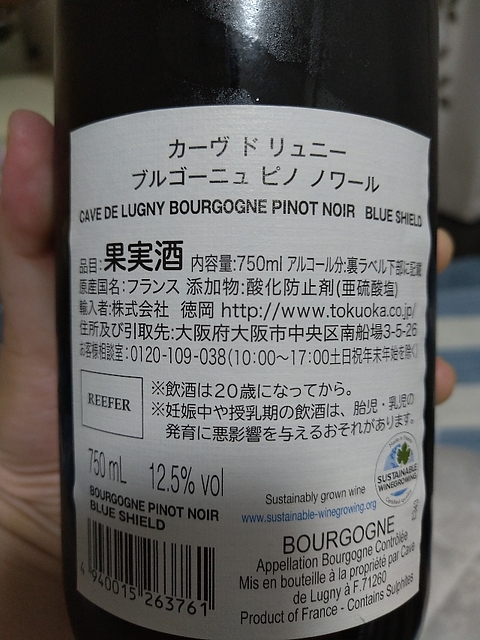 カーヴ ド リュニー
ブルゴーニュ ピノ ノワール
CAVE DE LUGNY BOURGOGNE PINOT NOIR BLUE SHIELD
品目:果実酒 内容量:750ml アルコール分:裏ラベル下部に記載
原産国名:フランス 添加物:酸化防止剤(亜硫酸塩)
輸入者:株式会社 徳岡 http://www.tokuoka.co.jp/
住所及び引取先:大阪府大阪市中央区南船場3-5-26
お客様相談室:0120-109-038(10:00～17:00土日祝年末年始を除く)
REEFER
※飲酒は20歳になってから。
※妊娠中や授乳期の飲酒は、胎児・乳児の
発育に悪影響を与えるおそれがあります。
750 mL 12.5% vol
BOURGOGNE PINOT NOIR
BLUE SHIELD
4 940015 263761
SUSTAINABLE
WINEGROWING
Sustainably grown wine
www.sustainable-winegrowing.org
BOURGOGNE
Appellation Bourgogne Contrôlée
Mis en bouteille à la propriété par Cave
de Lugny à F.71260
Product of France - Contains Sulphites